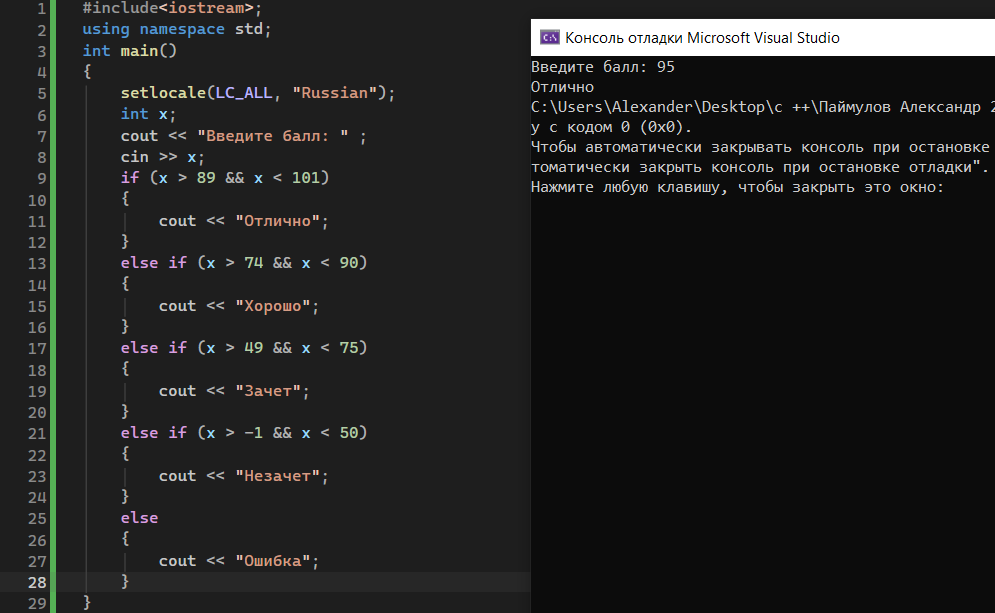 1 #include<iostream>;
2 using namespace std;
3 int main()
4 {
5 setlocale(LC_ALL, "Russian");
6 int x;
7 cout << "Введите балл: " ;
8 cin >> x;
9 if (x > 89 && x < 101)
10 {
11 cout << "Отлично";
12 }
13 else if (x > 74 && x < 90)
14 {
15 cout << "Хорошо";
16 }
17 else if (x > 49 && x < 75)
18 {
19 cout << "Зачет";
20 }
21 else if (x > -1 && x < 50)
22 {
23 cout << "Незачет";
24 }
25 else
26 {
27 cout << "Ошибка";
28 }
29 }
Консоль отладки Microsoft Visual Studio
Введите балл: 95
Отлично
C:\Users\Alexander\Desktop\c ++\Паймулов Александр 2
у с кодом 0 (0x0).
Чтобы автоматически закрывать консоль при остановке
томатически закрыть консоль при остановке отладки".
Нажмите любую клавишу, чтобы закрыть это окно: